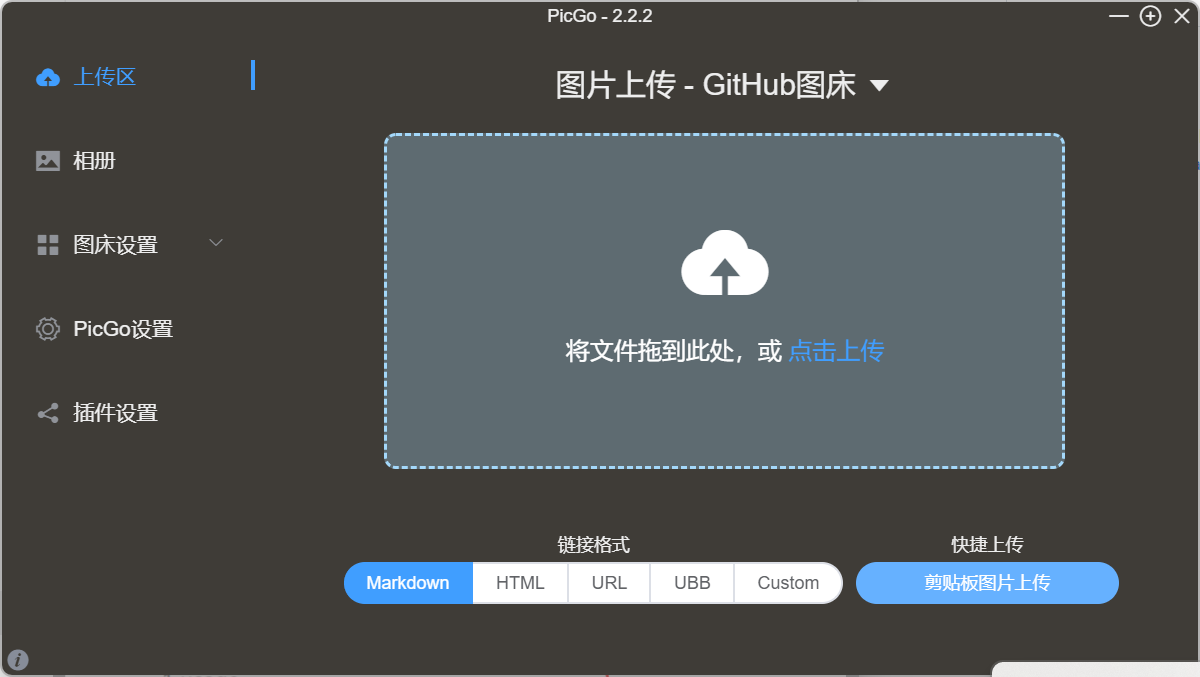 PicGo - 2.2.2
上传区
相册
图床设置
PicGo设置
插件设置
图片上传 - GitHub图床
将文件拖到此处，或 点击上传
链接格式
Markdown HTML URL UBB Custom
快捷上传
剪贴板图片上传